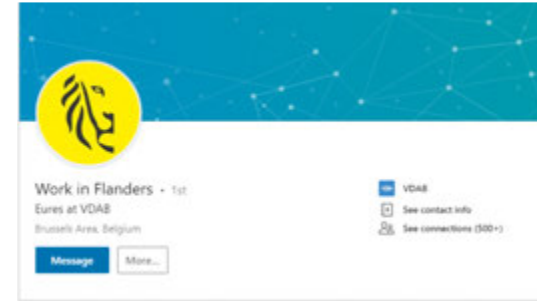 Work in Flanders • 1st
Eures at VDAB
Brussels Area, Belgium
Message
More...
VDAB
See contact info
See connections (500+)